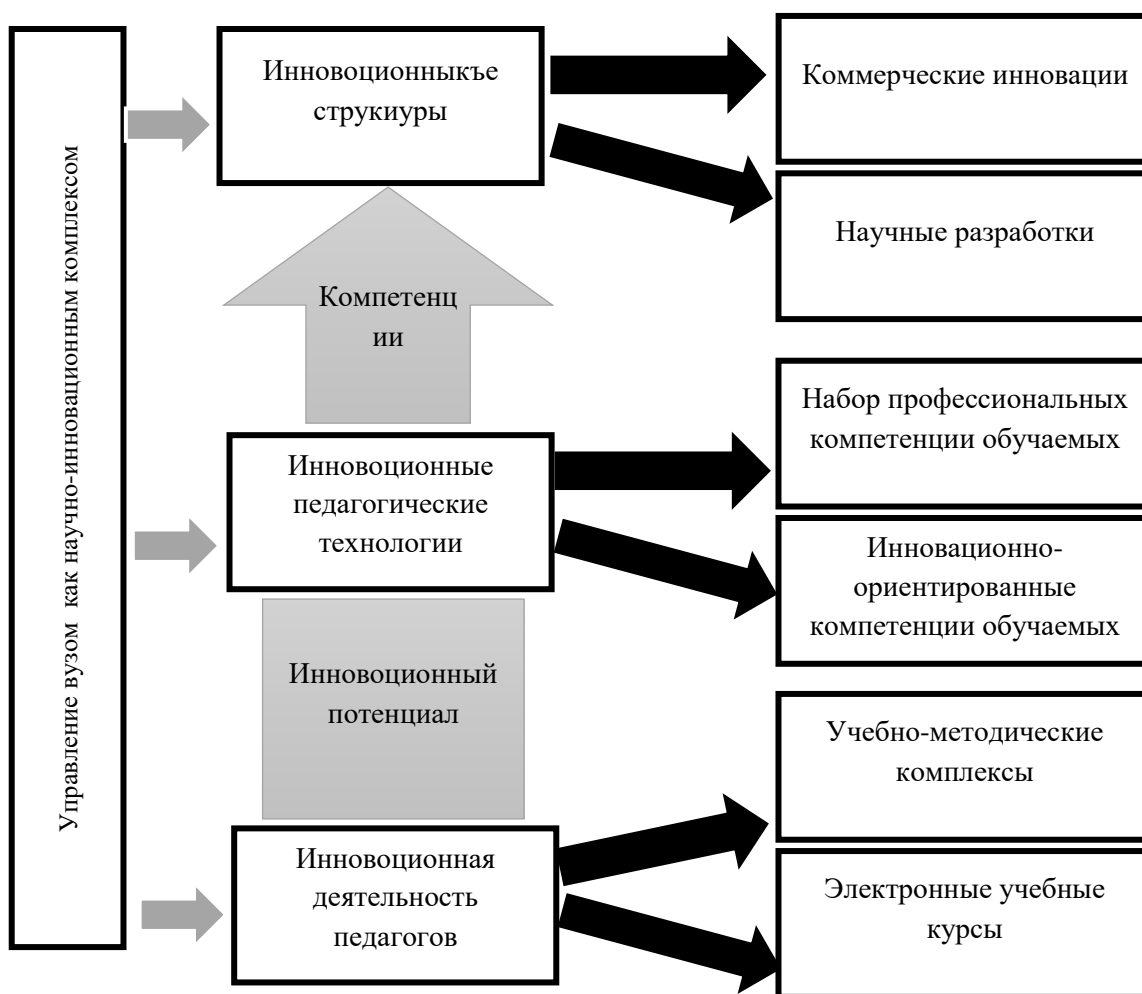 Управление вузом как научно-инновационным комплексом
Инновоционныкъе
струкиуры
Коммерческие инновации
Научные разработки
Компетенц
ии
Инновоционные
педагогические
технологии
Набор профессиональных
компетенции обучаемых
Инновационно-
ориентированные
компетенции обучаемых
Инновоционный
потенциал
Учебно-методические
комплексы
Инновоционная
деятельность
педагогов
Электронные учебные
курсы